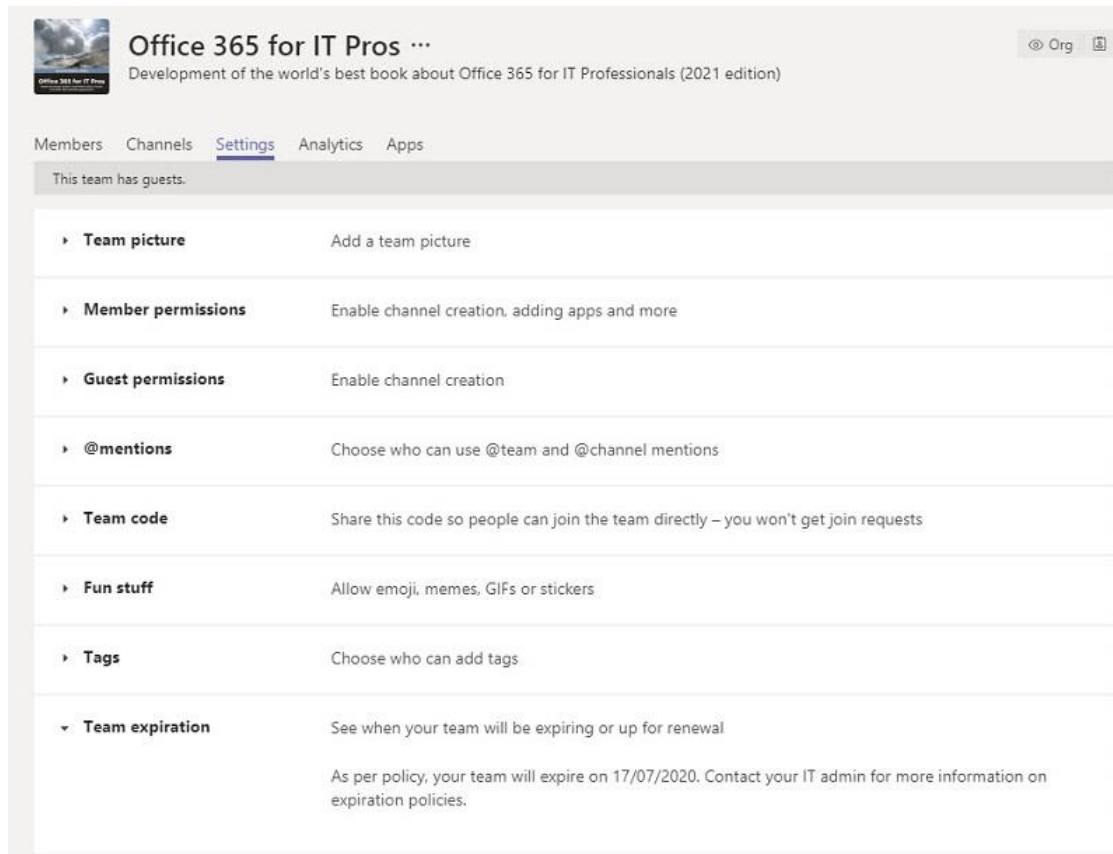 Office 365 for IT Pros ···
Development of the world's best book about Office 365 for IT Professionals (2021 edition)
Org
Office 365 for IT Pros
Members Channels Settings Analytics Apps
This team has guests.
Team picture Add a team picture
Member permissions Enable channel creation, adding apps and more
Guest permissions Enable channel creation
@mentions Choose who can use @team and @channel mentions
Team code Share this code so people can join the team directly – you won't get join requests
Fun stuff Allow emoji, memes, GIFs or stickers
Tags Choose who can add tags
Team expiration See when your team will be expiring or up for renewal
As per policy, your team will expire on 17/07/2020. Contact your IT admin for more information on
expiration policies.